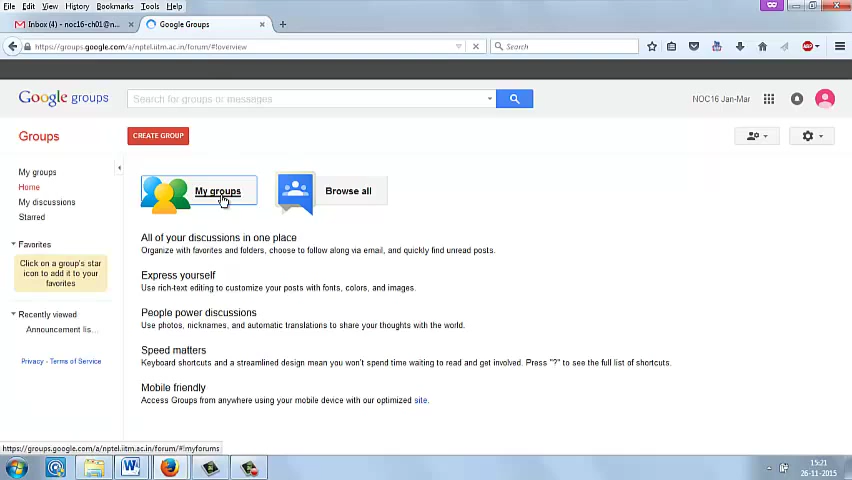 File Edit View History Bookmarks Tools Help
Inbox (4) - noc16-ch01@n...
Google Groups
https://groups.google.com/a/nptel.iitm.ac.in/forum/#!overview
Search
Google groups
Search for groups or messages
NOC16 Jan-Mar
Groups
CREATE GROUP
My groups
Home
My discussions
Starred
Favorites
Click on a group's star
icon to add it to your
favorites
Recently viewed
Announcement lis...
Privacy - Terms of Service
My groups
Browse all
All of your discussions in one place
Organize with favorites and folders, choose to follow along via email, and quickly find unread posts.
Express yourself
Use rich-text editing to customize your posts with fonts, colors, and images.
People power discussions
Use photos, nicknames, and automatic translations to share your thoughts with the world.
Speed matters
Keyboard shortcuts and a streamlined design mean you won't spend time waiting to read and get involved. Press "?" to see the full list of shortcuts.
Mobile friendly
Access Groups from anywhere using your mobile device with our optimized site.
https://groups.google.com/a/nptel.iitm.ac.in/forum/#!myforums
15:21
26-11-2015